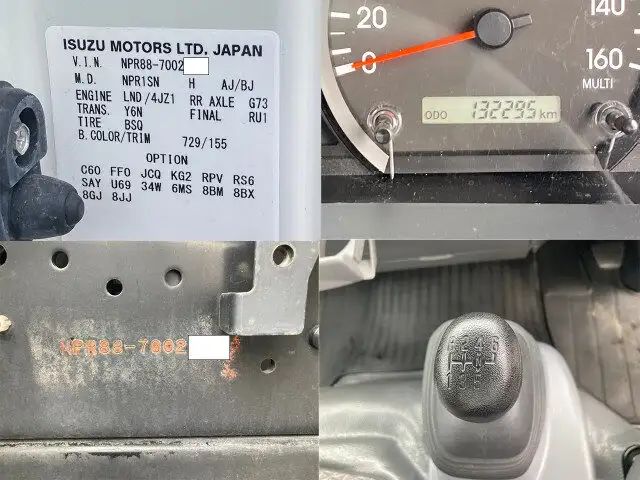 ISUZU MOTORS LTD. JAPAN
V.I.N. NPR88-7002
M.D. NPR1SN H AJ/BJ
ENGINE LND/4JZ1 RR AXLE G73
TRANS. Y6N FINAL RU1
TIRE BSQ
B.COLOR/TRIM 729/155
OPTION
C60 FF0 JCQ KG2 RPV RS6
SAY U69 34W 6MS 8BM 8BX
8GJ 8JJ
20 140
0 160
MULTI
ODO 132295 km
NPR88-7002